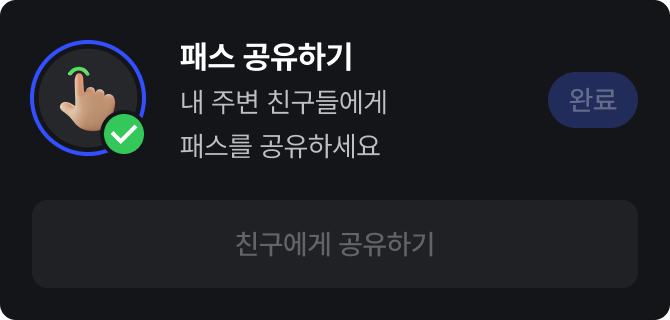 패스 공유하기
내 주변 친구들에게
패스를 공유하세요
완료
친구에게 공유하기